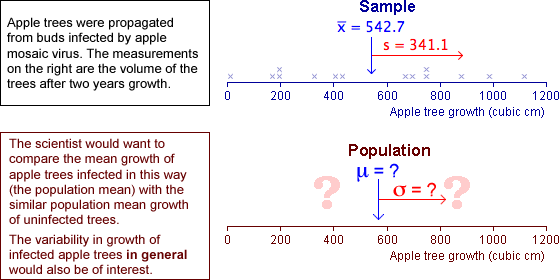 Apple trees were propagated
from buds infected by apple
mosaic virus. The measurements
on the right are the volume of the
trees after two years growth.
Sample
x̅ = 542.7
s = 341.1
0 200 400 600 800 1000 1200
Apple tree growth (cubic cm)
The scientist would want to
compare the mean growth of
apple trees infected in this way
(the population mean) with the
similar population mean growth
of uninfected trees.
The variability in growth of
infected apple trees in general
would also be of interest.
Population
μ = ?
? σ = ? ?
0 200 400 600 800 1000 1200
Apple tree growth (cubic cm)